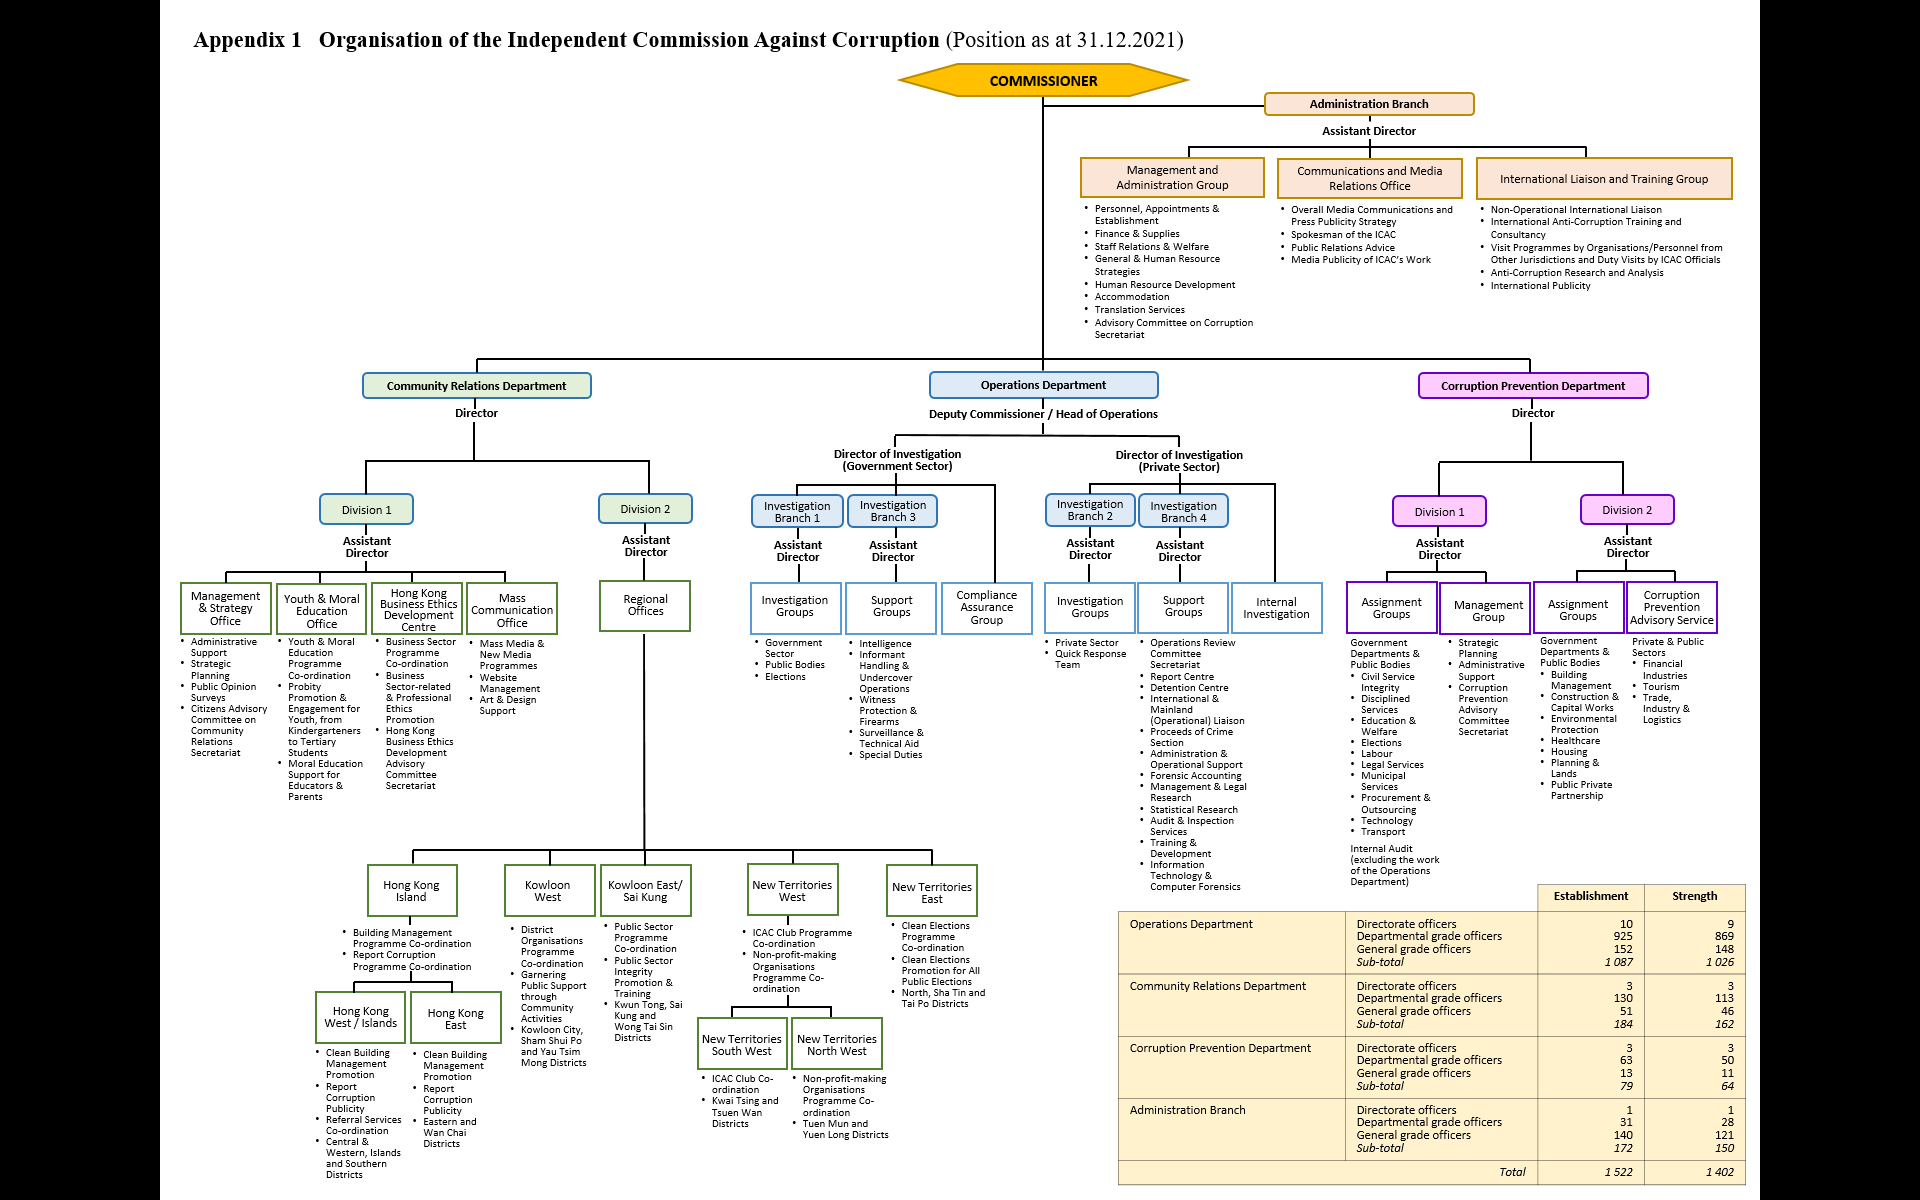 Appendix 1 Organisation of the Independent Commission Against Corruption (Position as at 31.12.2021)
COMMISSIONER
Administration Branch
Assistant Director
Management and
Administration Group
• Personnel, Appointments &
Establishment
• Finance & Supplies
• Staff Relations & Welfare
• General & Human Resource
Strategies
• Human Resource Development
• Accommodation
• Translation Services
• Advisory Committee on Corruption
Secretariat
Communications and Media
Relations Office
• Overall Media Communications and
Press Publicity Strategy
• Spokesman of the ICAC
• Public Relations Advice
• Media Publicity of ICAC's Work
International Liaison and Training Group
• Non-Operational International Liaison
• International Anti-Corruption Training and
Consultancy
• Visit Programmes by Organisations/Personnel from
Other Jurisdictions and Duty Visits by ICAC Officials
• Anti-Corruption Research and Analysis
• International Publicity
Community Relations Department
Director
Division 1
Assistant
Director
Management
& Strategy
Office
• Administrative
Support
• Strategic
Planning
• Public Opinion
Surveys
• Citizens Advisory
Committee on
Community
Relations
Secretariat
Youth & Moral
Education
Office
• Youth & Moral
Education
Programme
Co-ordination
• Probity
Promotion &
Engagement for
Youth, from
Kindergarteners
to Tertiary
Students
• Moral Education
Support for
Educators &
Parents
Hong Kong
Business Ethics
Development
Centre
• Business Sector
Programme
Co-ordination
• Business
Sector-related
& Professional
Ethics
Promotion
• Hong Kong
Business Ethics
Development
Advisory
Committee
Secretariat
Mass
Communication
Office
• Mass Media &
New Media
Programmes
• Website
Management
• Art & Design
Support
Division 2
Assistant
Director
Regional
Offices
Hong Kong
Island
• Building Management
Programme Co-ordination
• Report Corruption
Programme Co-ordination
Hong Kong
West / Islands
• Clean Building
Management
Promotion
• Report
Corruption
Publicity
• Referral Services
Co-ordination
• Central &
Western, Islands
and Southern
Districts
Hong Kong
East
• Clean Building
Management
Promotion
• Report
Corruption
Publicity
• Eastern and
Wan Chai
Districts
Kowloon
West
• District
Organisations
Programme
Co-ordination
• Garnering
Public Support
through
Community
Activities
• Kowloon City,
Sham Shui Po
and Yau Tsim
Mong Districts
Kowloon East/
Sai Kung
• Public Sector
Programme
Co-ordination
• Public Sector
Integrity
Promotion &
Training
• Kwun Tong, Sai
Kung and
Wong Tai Sin
Districts
New Territories
West
• ICAC Club Programme
Co-ordination
• Non-profit-making
Organisations
Programme Co-
ordination
New Territories
South West
• ICAC Club Co-
ordination
• Kwai Tsing and
Tsuen Wan
Districts
New Territories
North West
• Non-profit-making
Organisations
Programme Co-
ordination
• Tuen Mun and
Yuen Long Districts
New Territories
East
• Clean Elections
Programme
Co-ordination
• Clean Elections
Promotion for All
Public Elections
• North, Sha Tin and
Tai Po Districts
Operations Department
Deputy Commissioner / Head of Operations
Director of Investigation
(Government Sector)
Investigation
Branch 1
Assistant
Director
Investigation
Groups
• Government
Sector
• Public Bodies
• Elections
Investigation
Branch 3
Assistant
Director
Support
Groups
• Intelligence
• Informant
Handling &
Undercover
Operations
• Witness
Protection &
Firearms
• Surveillance &
Technical Aid
• Special Duties
Compliance
Assurance
Group
Director of Investigation
(Private Sector)
Investigation
Branch 2
Assistant
Director
Investigation
Groups
• Private Sector
• Quick Response
Team
Investigation
Branch 4
Assistant
Director
Support
Groups
• Operations Review
Committee
Secretariat
• Report Centre
• Detention Centre
• International &
Mainland
(Operational) Liaison
• Proceeds of Crime
Section
• Administration &
Operational Support
• Forensic Accounting
• Management & Legal
Research
• Statistical Research
• Audit & Inspection
Services
• Training &
Development
• Information
Technology &
Computer Forensics
Internal
Investigation
Corruption Prevention Department
Director
Division 1
Assistant
Director
Assignment
Groups
Government
Departments &
Public Bodies
• Civil Service
Integrity
• Disciplined
Services
• Education &
Welfare
• Elections
• Labour
• Legal Services
• Municipal
Services
• Procurement &
Outsourcing
• Technology
• Transport
Internal Audit
(excluding the work
of the Operations
Department)
Management
Group
• Strategic
Planning
• Administrative
Support
• Corruption
Prevention
Advisory
Committee
Secretariat
Division 2
Assistant
Director
Assignment
Groups
Government
Departments &
Public Bodies
• Building
Management
• Construction &
Capital Works
• Environmental
Protection
• Healthcare
• Housing
• Planning &
Lands
• Public Private
Partnership
Corruption
Prevention
Advisory Service
Private & Public
Sectors
• Financial
Industries
• Tourism
• Trade,
Industry &
Logistics
Establishment Strength
Operations Department Directorate officers 10 9
Departmental grade officers 925 869
General grade officers 152 148
Sub-total 1 087 1 026
Community Relations Department Directorate officers 3 3
Departmental grade officers 130 113
General grade officers 51 46
Sub-total 184 162
Corruption Prevention Department Directorate officers 3 3
Departmental grade officers 63 50
General grade officers 13 11
Sub-total 79 64
Administration Branch Directorate officers 1 1
Departmental grade officers 31 28
General grade officers 140 121
Sub-total 172 150
Total 1 522 1 402